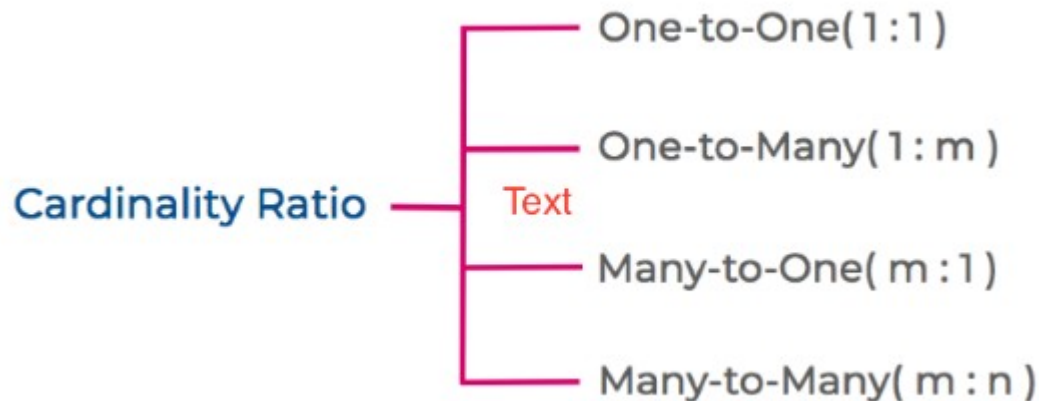 One-to-One( 1 : 1 )
One-to-Many( 1 : m )
Cardinality Ratio
Text
Many-to-One( m : 1 )
Many-to-Many( m : n )